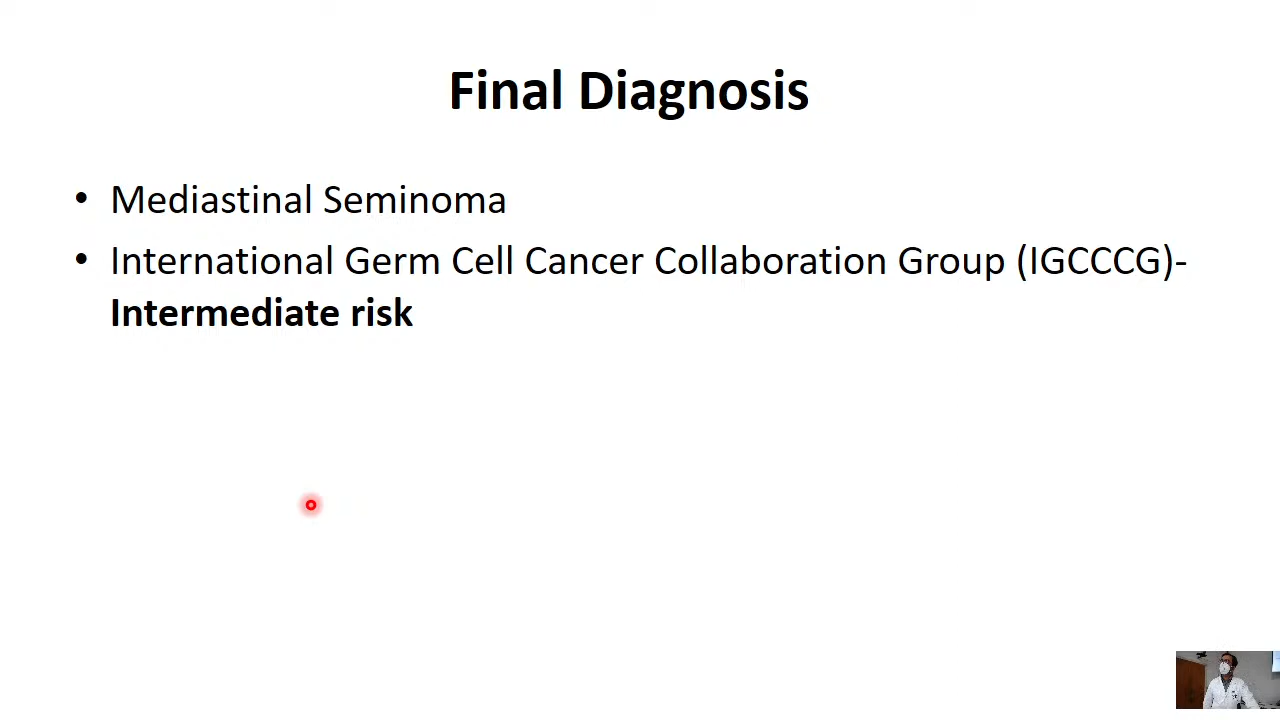 Final Diagnosis
• Mediastinal Seminoma
• International Germ Cell Cancer Collaboration Group (IGCCCG)-
Intermediate risk